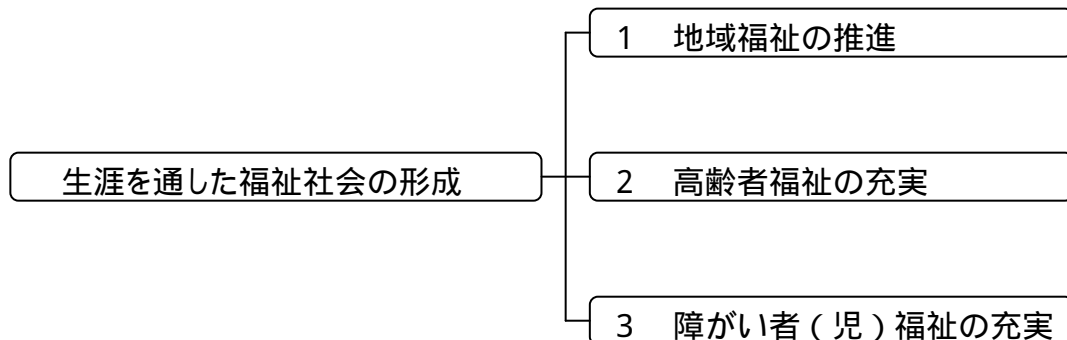 1　地域福祉の推進
生涯を通した福祉社会の形成
2　高齢者福祉の充実
3　障がい者（児）福祉の充実